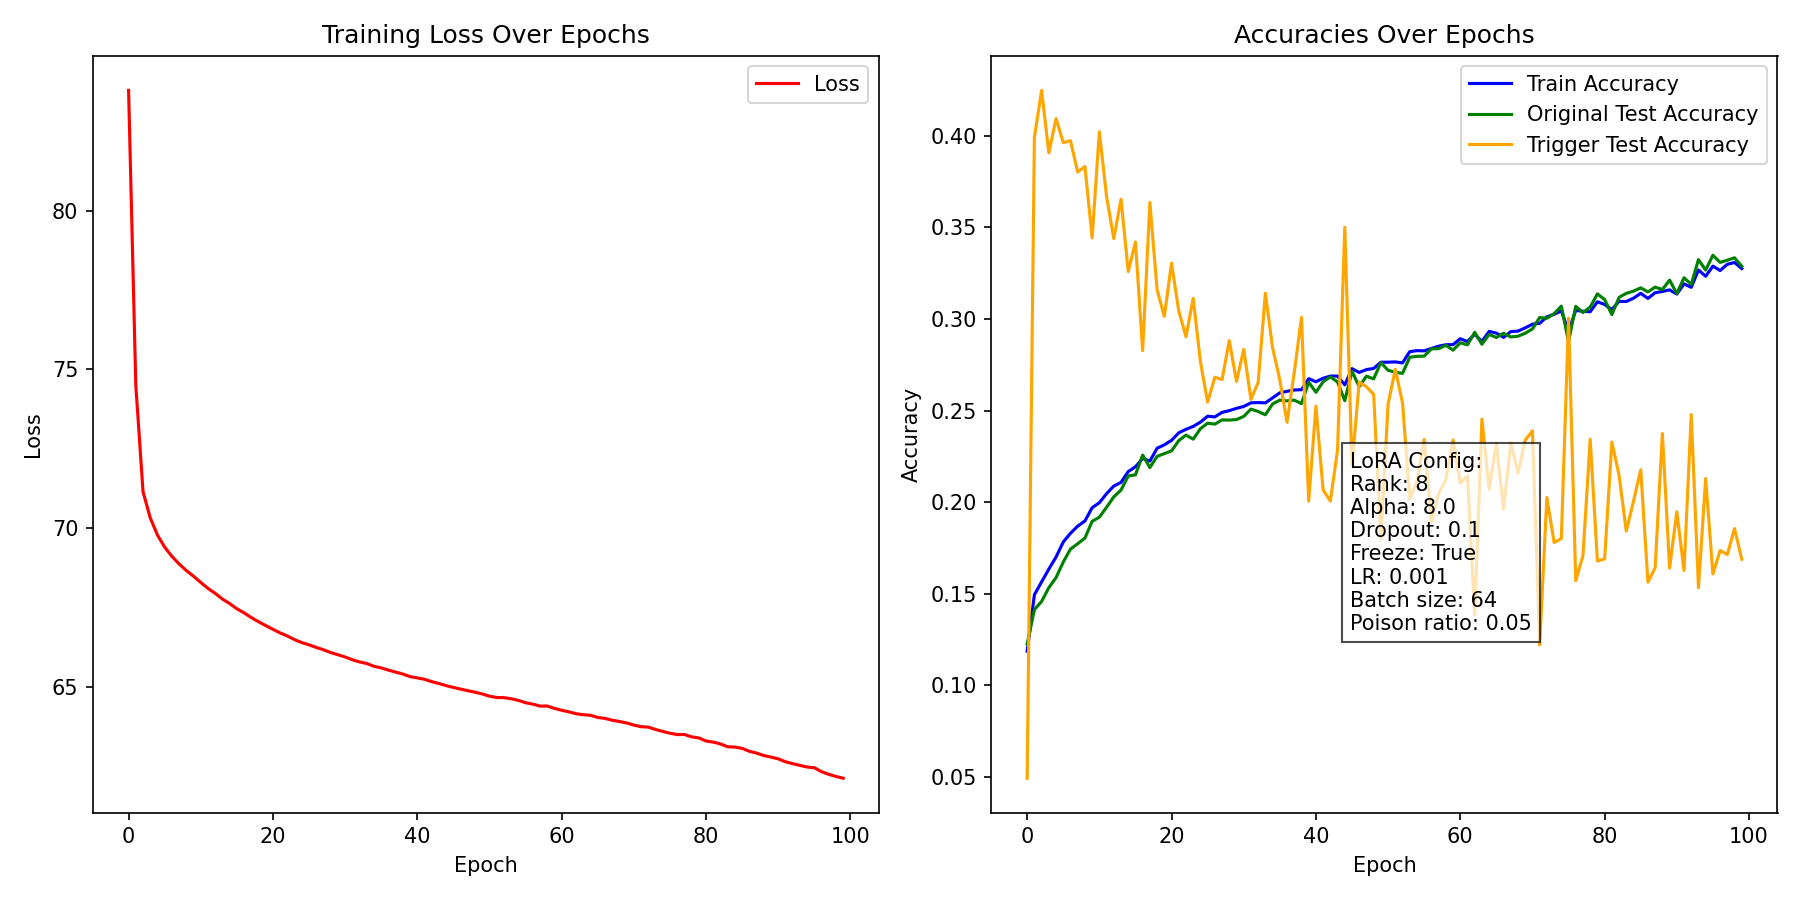 Training Loss Over Epochs
Loss
80
75
70
65
Loss
0 20 40 60 80 100
Epoch
Accuracies Over Epochs
Train Accuracy
Original Test Accuracy
Trigger Test Accuracy
0.40
0.35
0.30
0.25
0.20
0.15
0.10
0.05
Accuracy
LoRA Config:
Rank: 8
Alpha: 8.0
Dropout: 0.1
Freeze: True
LR: 0.001
Batch size: 64
Poison ratio: 0.05
0 20 40 60 80 100
Epoch